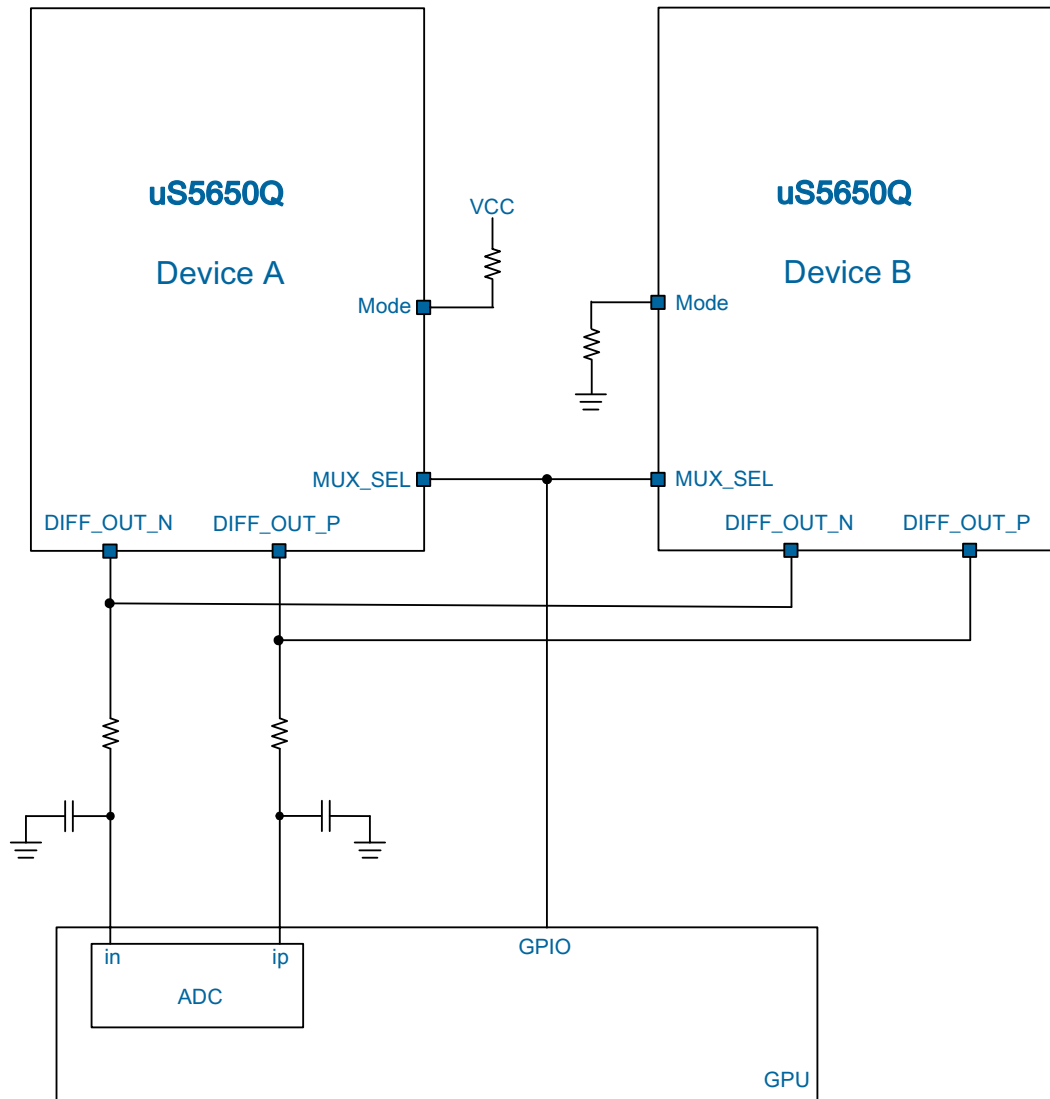 uS5650Q
Device A
VCC
Mode
MUX_SEL
DIFF_OUT_N
DIFF_OUT_P
uS5650Q
Device B
Mode
MUX_SEL
DIFF_OUT_N
DIFF_OUT_P
in
ip
ADC
GPIO
GPU